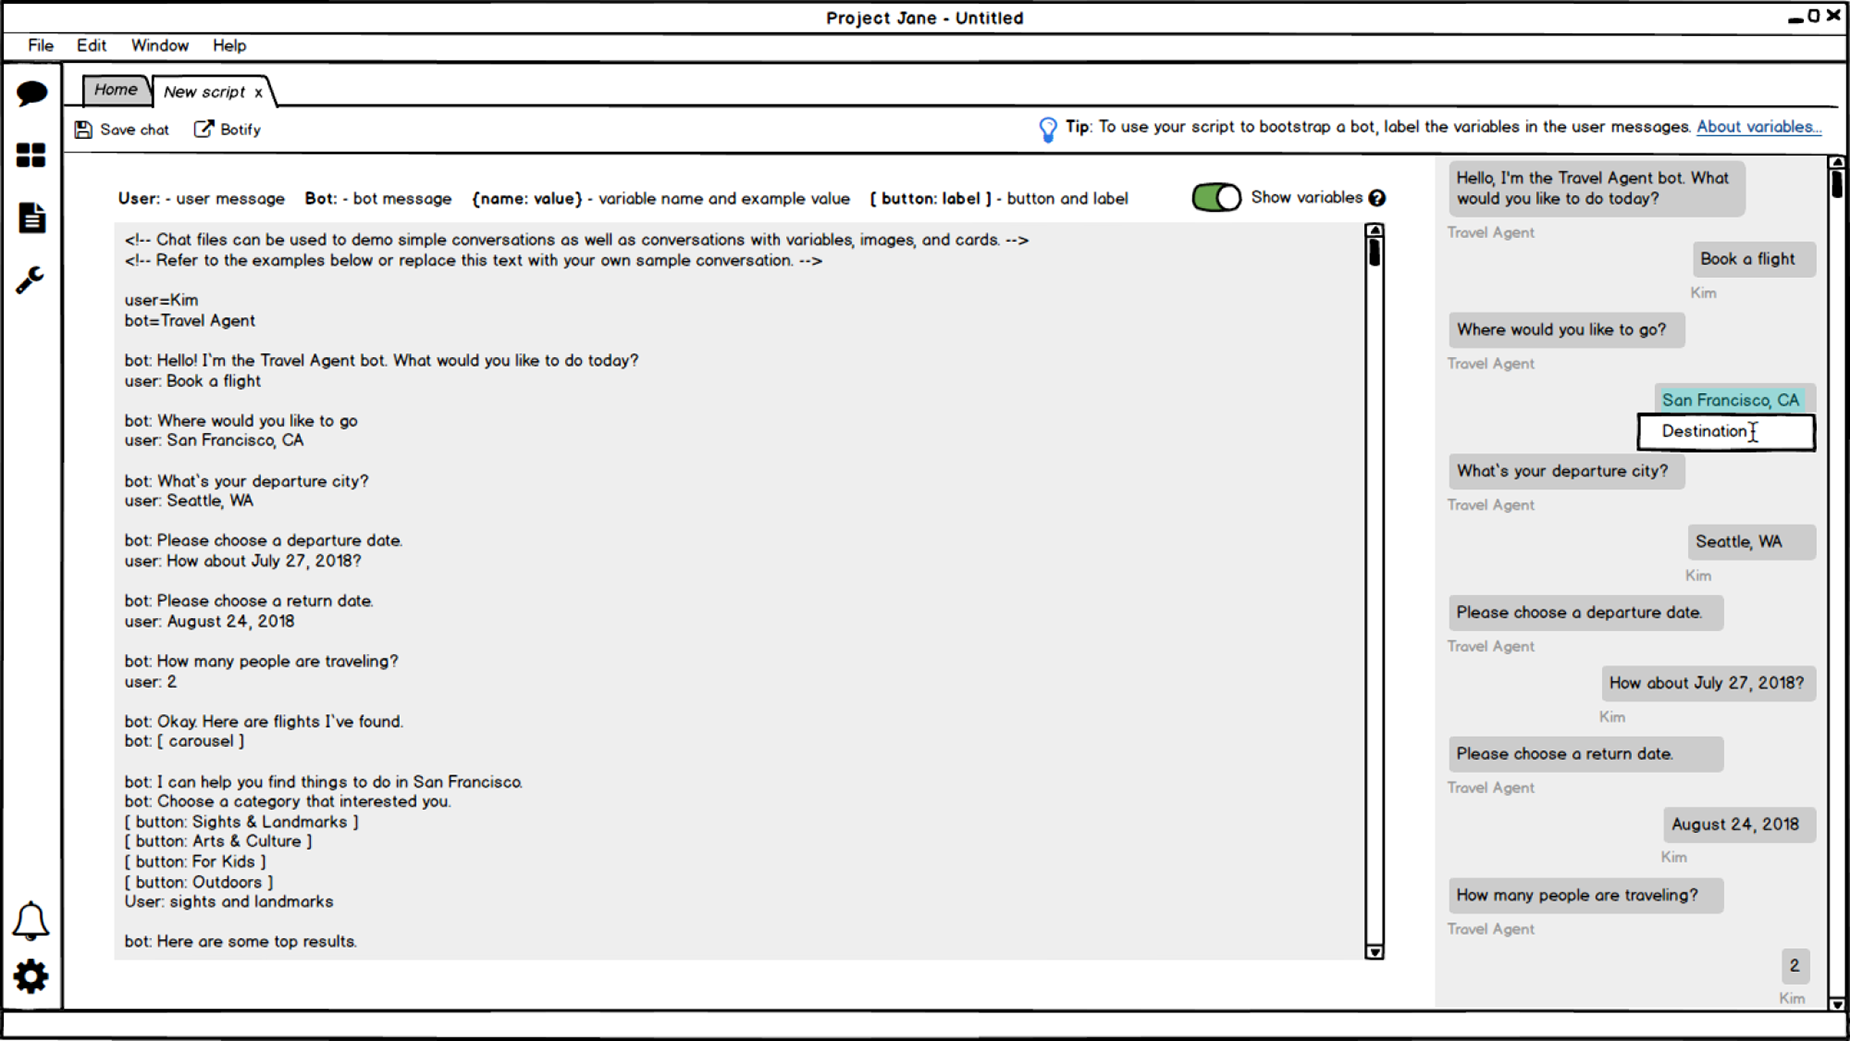 Project Jane - Untitled
File Edit Window Help
Home New script x
Save chat Botify
Tip: To use your script to bootstrap a bot, label the variables in the user messages. About variables...
User: - user message Bot: - bot message {name: value} - variable name and example value [ button: label ] - button and label
Show variables ?
<!-- Chat files can be used to demo simple conversations as well as conversations with variables, images, and cards. -->
<!-- Refer to the examples below or replace this text with your own sample conversation. -->
user=Kim
bot=Travel Agent
bot: Hello! I`m the Travel Agent bot. What would you like to do today?
user: Book a flight
bot: Where would you like to go
user: San Francisco, CA
bot: What`s your departure city?
user: Seattle, WA
bot: Please choose a departure date.
user: How about July 27, 2018?
bot: Please choose a return date.
user: August 24, 2018
bot: How many people are traveling?
user: 2
bot: Okay. Here are flights I`ve found.
bot: [ carousel ]
bot: I can help you find things to do in San Francisco.
bot: Choose a category that interested you.
[ button: Sights & Landmarks ]
[ button: Arts & Culture ]
[ button: For Kids ]
[ button: Outdoors ]
User: sights and landmarks
bot: Here are some top results.
Hello, I'm the Travel Agent bot. What
would you like to do today?
Travel Agent
Book a flight
Kim
Where would you like to go?
Travel Agent
San Francisco, CA
Destination
What`s your departure city?
Travel Agent
Seattle, WA
Kim
Please choose a departure date.
Travel Agent
How about July 27, 2018?
Kim
Please choose a return date.
Travel Agent
August 24, 2018
Kim
How many people are traveling?
Travel Agent
2
Kim